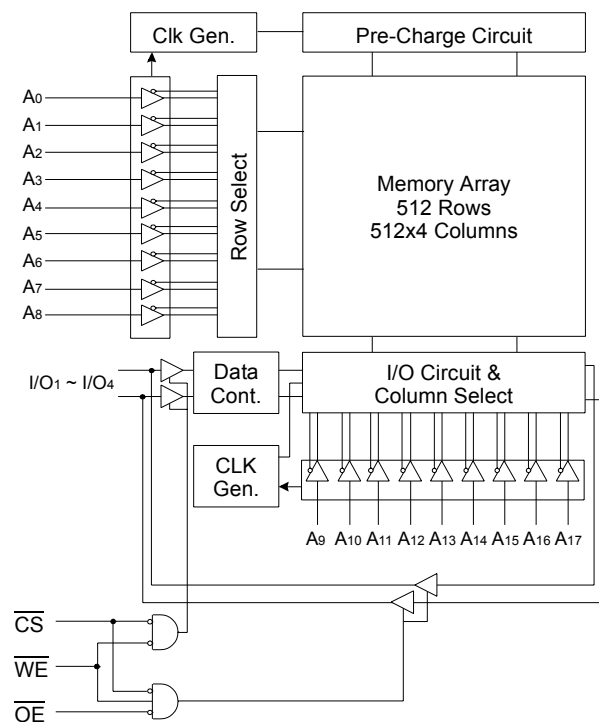 Clk Gen.
Pre-Charge Circuit
A0
A1
A2
A3
A4
A5
A6
A7
A8
Row Select
Memory Array
512 Rows
512x4 Columns
I/O1 ~ I/O4
Data
Cont.
I/O Circuit &
Column Select
CLK
Gen.
A9 A10 A11 A12 A13 A14 A15 A16 A17
CS
WE
OE